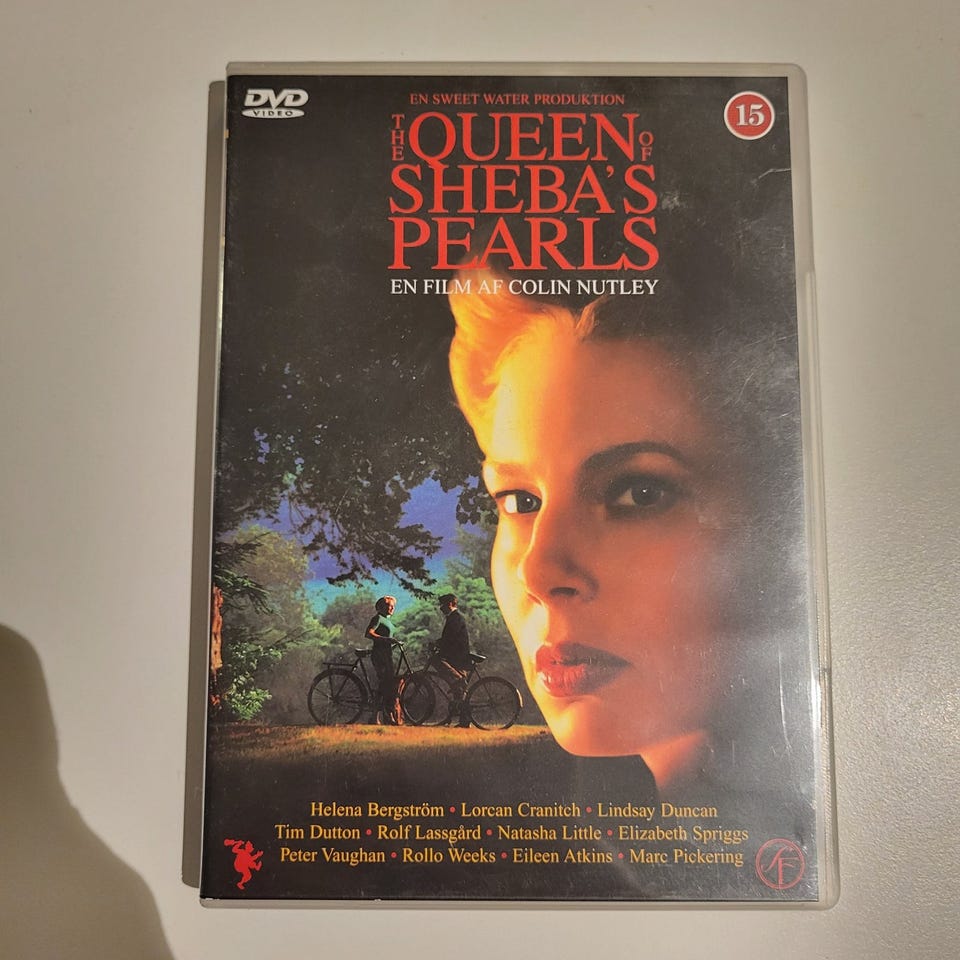 DVD
VIDEO
EN SWEET WATER PRODUKTION
15
THE QUEEN OF
SHEBA'S
PEARLS
EN FILM AF COLIN NUTLEY
Helena Bergström • Lorcan Cranitch • Lindsay Duncan
Tim Dutton • Rolf Lassgård • Natasha Little • Elizabeth Spriggs
Peter Vaughan • Rollo Weeks • Eileen Atkins • Marc Pickering
SF